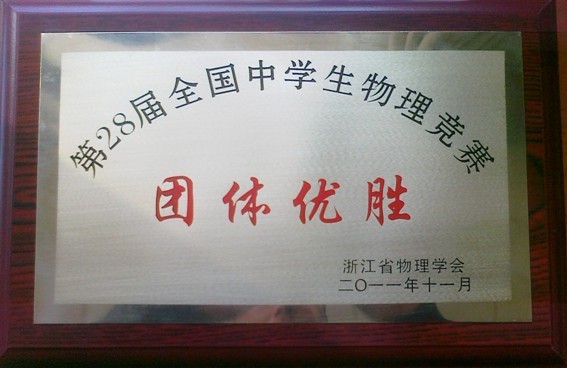 第28届全国中学生物理竞赛
团体优胜
浙江省物理学会
二〇一一年十一月